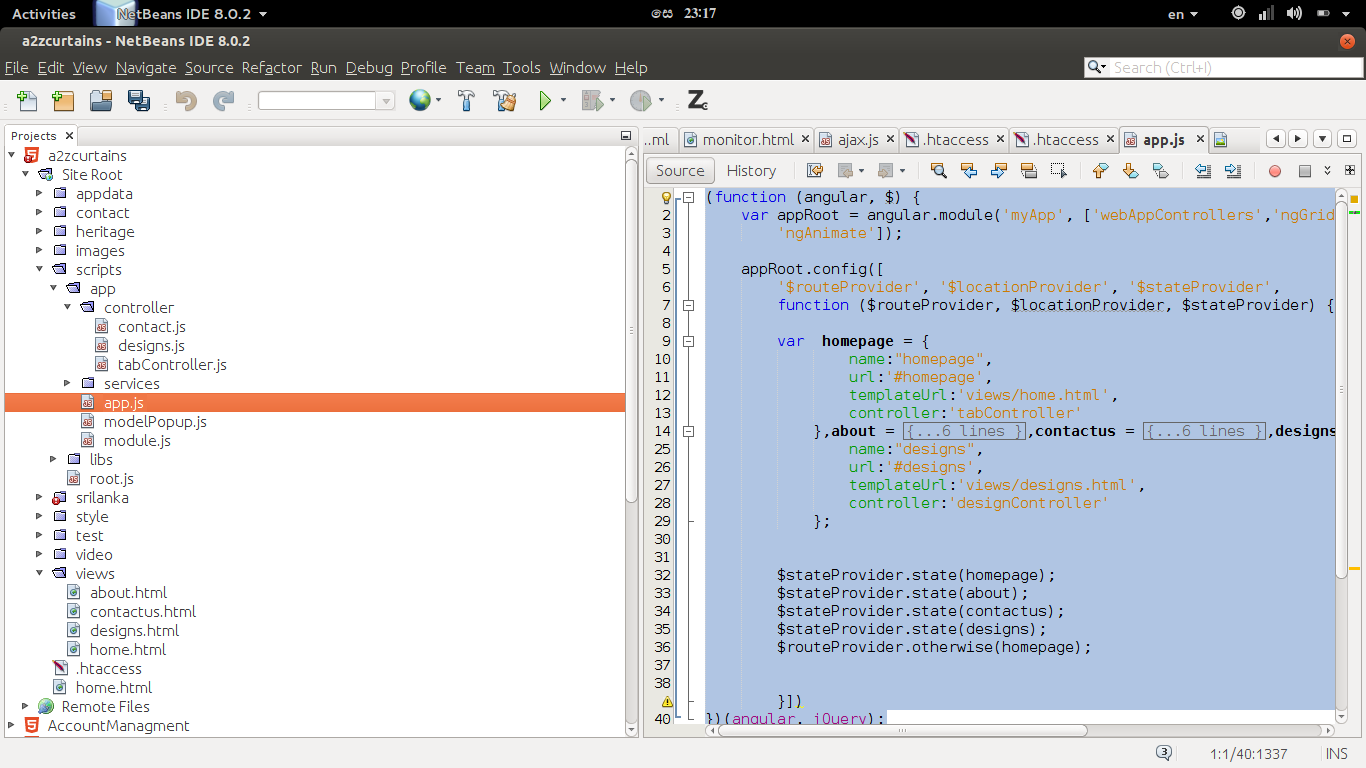 Activities NetBeans IDE 8.0.2 සෙ 23:17 en
a2zcurtains - NetBeans IDE 8.0.2
File Edit View Navigate Source Refactor Run Debug Profile Team Tools Window Help Search (Ctrl+I)
Projects
a2zcurtains
Site Root
appdata
contact
heritage
images
scripts
app
controller
contact.js
designs.js
tabController.js
services
app.js
modelPopup.js
module.js
libs
root.js
srilanka
style
test
video
views
about.html
contactus.html
designs.html
home.html
.htaccess
home.html
Remote Files
AccountManagment
...ml monitor.html ajax.js .htaccess .htaccess app.js
Source History
(function (angular, $) {
2 var appRoot = angular.module('myApp', ['webAppControllers','ngGrid
3 'ngAnimate']);
4
5 appRoot.config([
6 '$routeProvider', '$locationProvider', '$stateProvider',
7 function ($routeProvider, $locationProvider, $stateProvider) {
8
9 var homepage = {
10 name:"homepage",
11 url:'#homepage',
12 templateUrl:'views/home.html',
13 controller:'tabController'
14 },about = {...6 lines },contactus = {...6 lines },designs
25 name:"designs",
26 url:'#designs',
27 templateUrl:'views/designs.html',
28 controller:'designController'
29 };
30
31
32 $stateProvider.state(homepage);
33 $stateProvider.state(about);
34 $stateProvider.state(contactus);
35 $stateProvider.state(designs);
36 $routeProvider.otherwise(homepage);
37
38
}])
40 })(angular, jQuery);
3 1:1/40:1337 INS